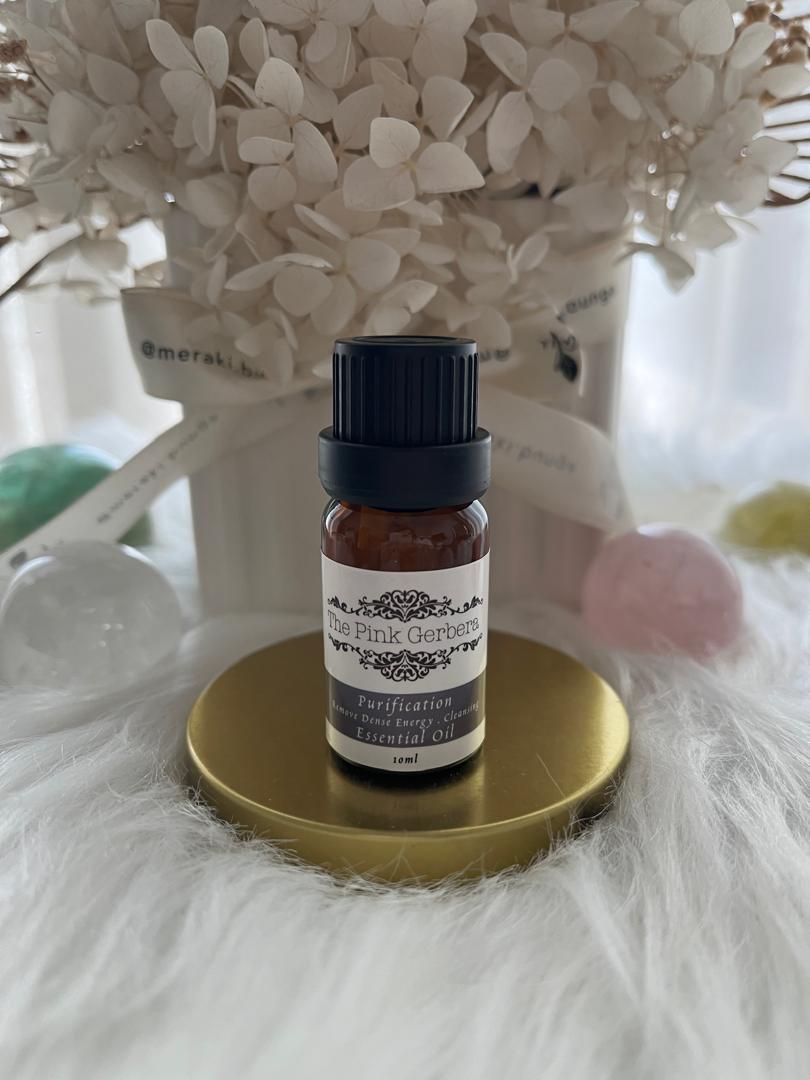 @meraki.b
The Pink Gerbera
Purification
Remove Dense Energy . Cleansing
Essential Oil
10ml